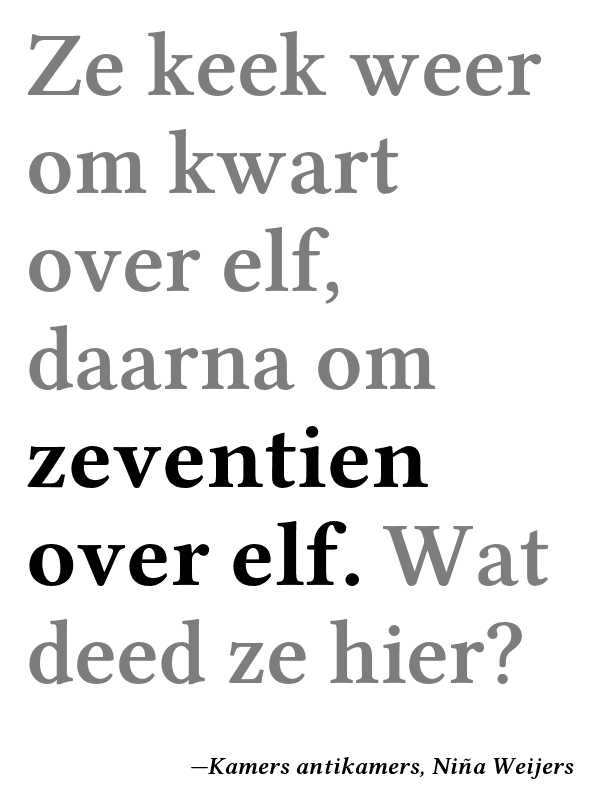 Ze keek weer
om kwart
over elf,
daarna om
zeventien
over elf. Wat
deed ze hier?
—Kamers antikamers, Niña Weijers